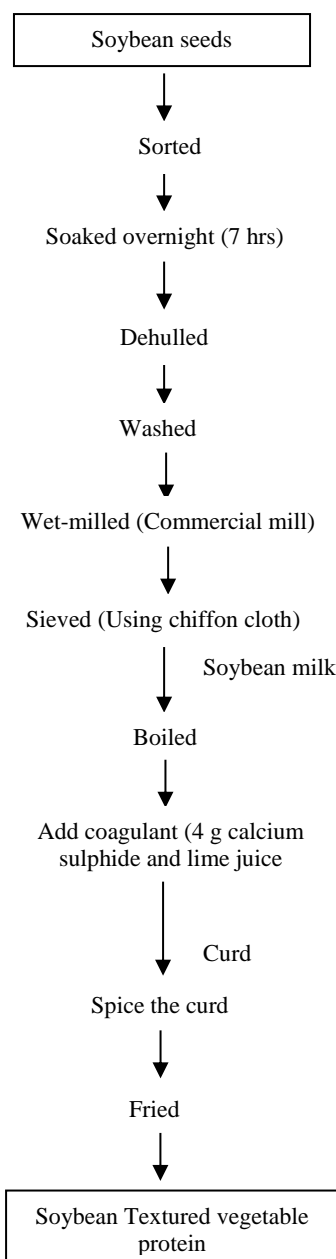 Soybean seeds
Sorted
Soaked overnight (7 hrs)
Dehulled
Washed
Wet-milled (Commercial mill)
Sieved (Using chiffon cloth)
Soybean milk
Boiled
Add coagulant (4 g calcium
sulphide and lime juice
Curd
Spice the curd
Fried
Soybean Textured vegetable
protein